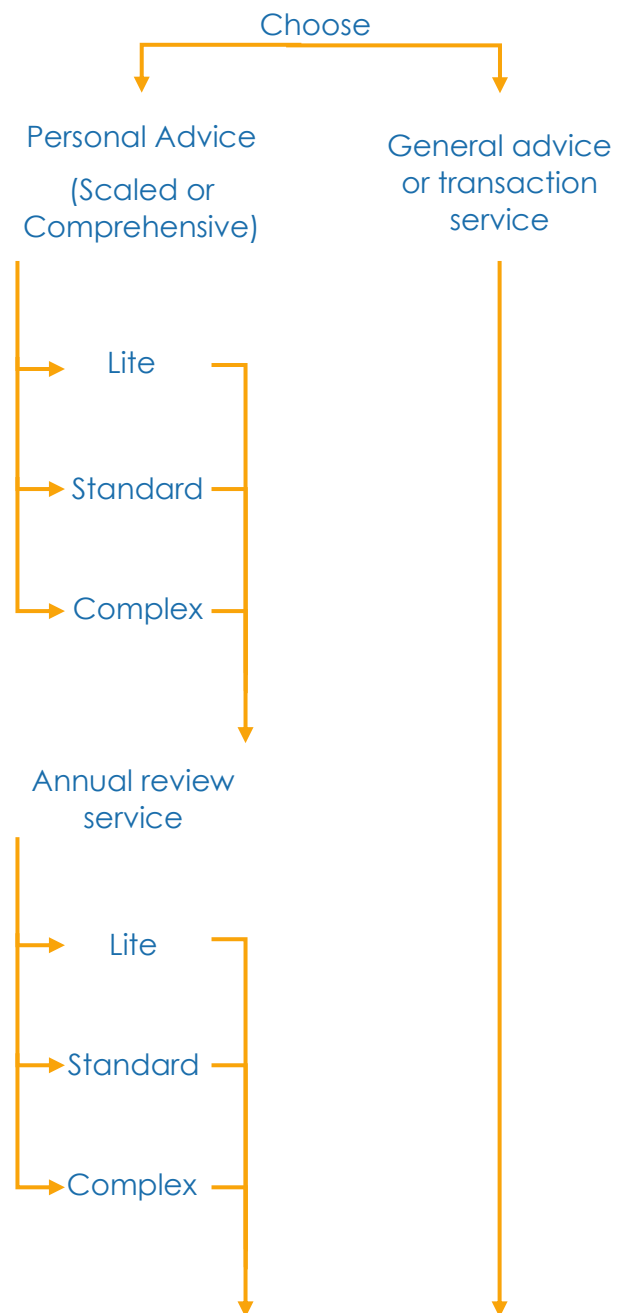 Choose
Personal Advice
(Scaled or
Comprehensive)
General advice
or transaction
service
Lite
Standard
Complex
Annual review
service
Lite
Standard
Complex